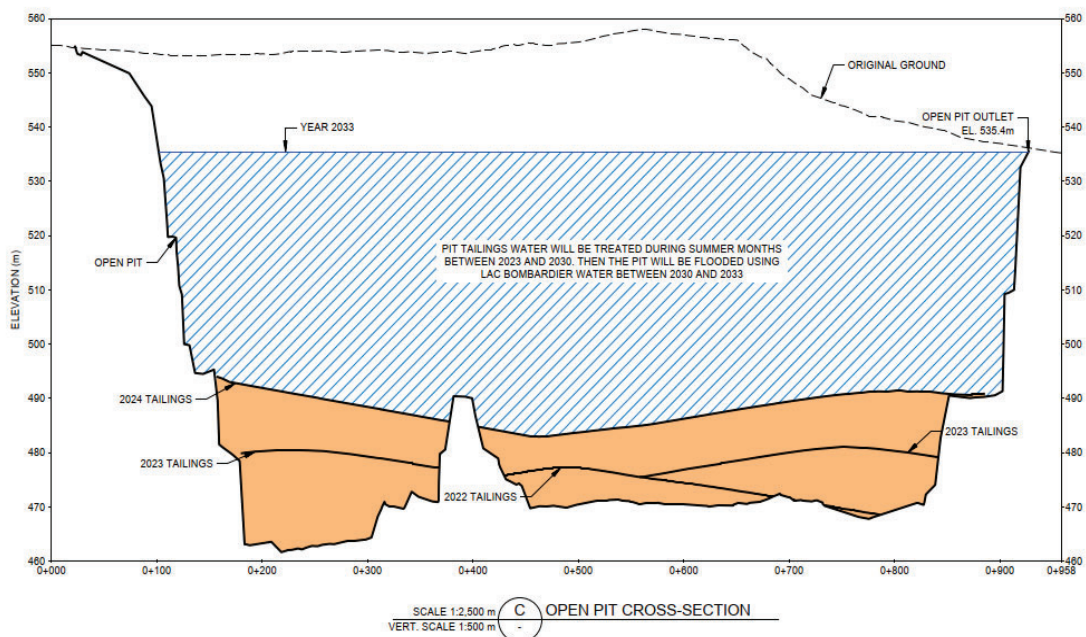 560
550
540
530
520
510
500
490
480
470
460
ELEVATION (m)
560
550
540
530
520
510
500
490
480
470
460
ORIGINAL GROUND
OPEN PIT OUTLET
EL. 535.4m
YEAR 2033
OPEN PIT
PIT TAILINGS WATER WILL BE TREATED DURING SUMMER MONTHS
BETWEEN 2023 AND 2030. THEN THE PIT WILL BE FLOODED USING
LAC BOMBARDIER WATER BETWEEN 2030 AND 2033
2024 TAILINGS
2023 TAILINGS
2023 TAILINGS
2022 TAILINGS
0+000 0+100 0+200 0+300 0+400 0+500 0+600 0+700 0+800 0+900 0+958
SCALE 1:2,500 m C OPEN PIT CROSS-SECTION
VERT. SCALE 1:500 m -